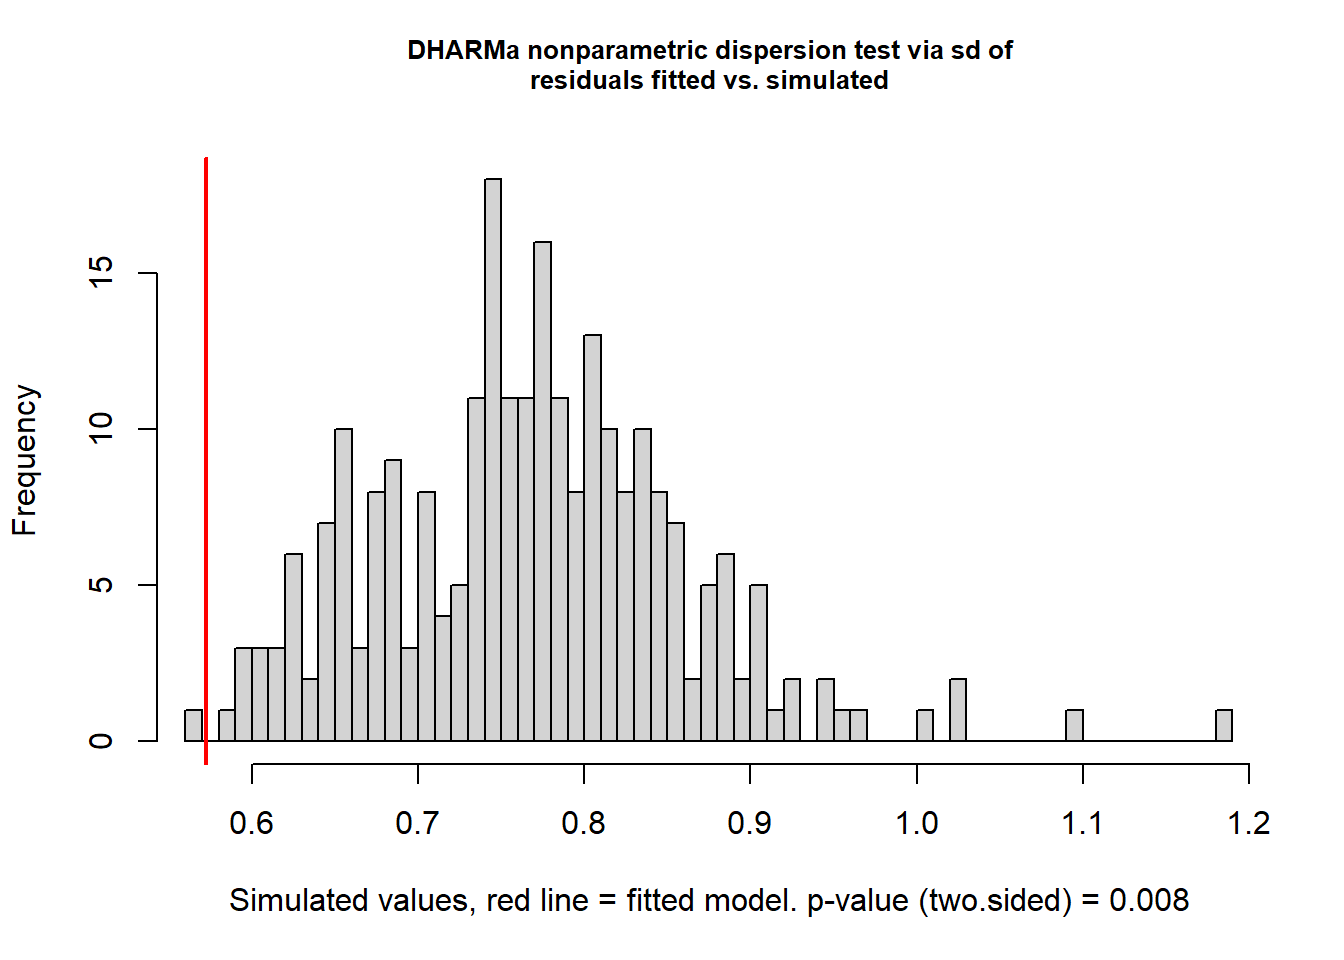 DHARMa nonparametric dispersion test via sd of
residuals fitted vs. simulated
Frequency
15
10
5
0
0.6 0.7 0.8 0.9 1.0 1.1 1.2
Simulated values, red line = fitted model. p-value (two.sided) = 0.008